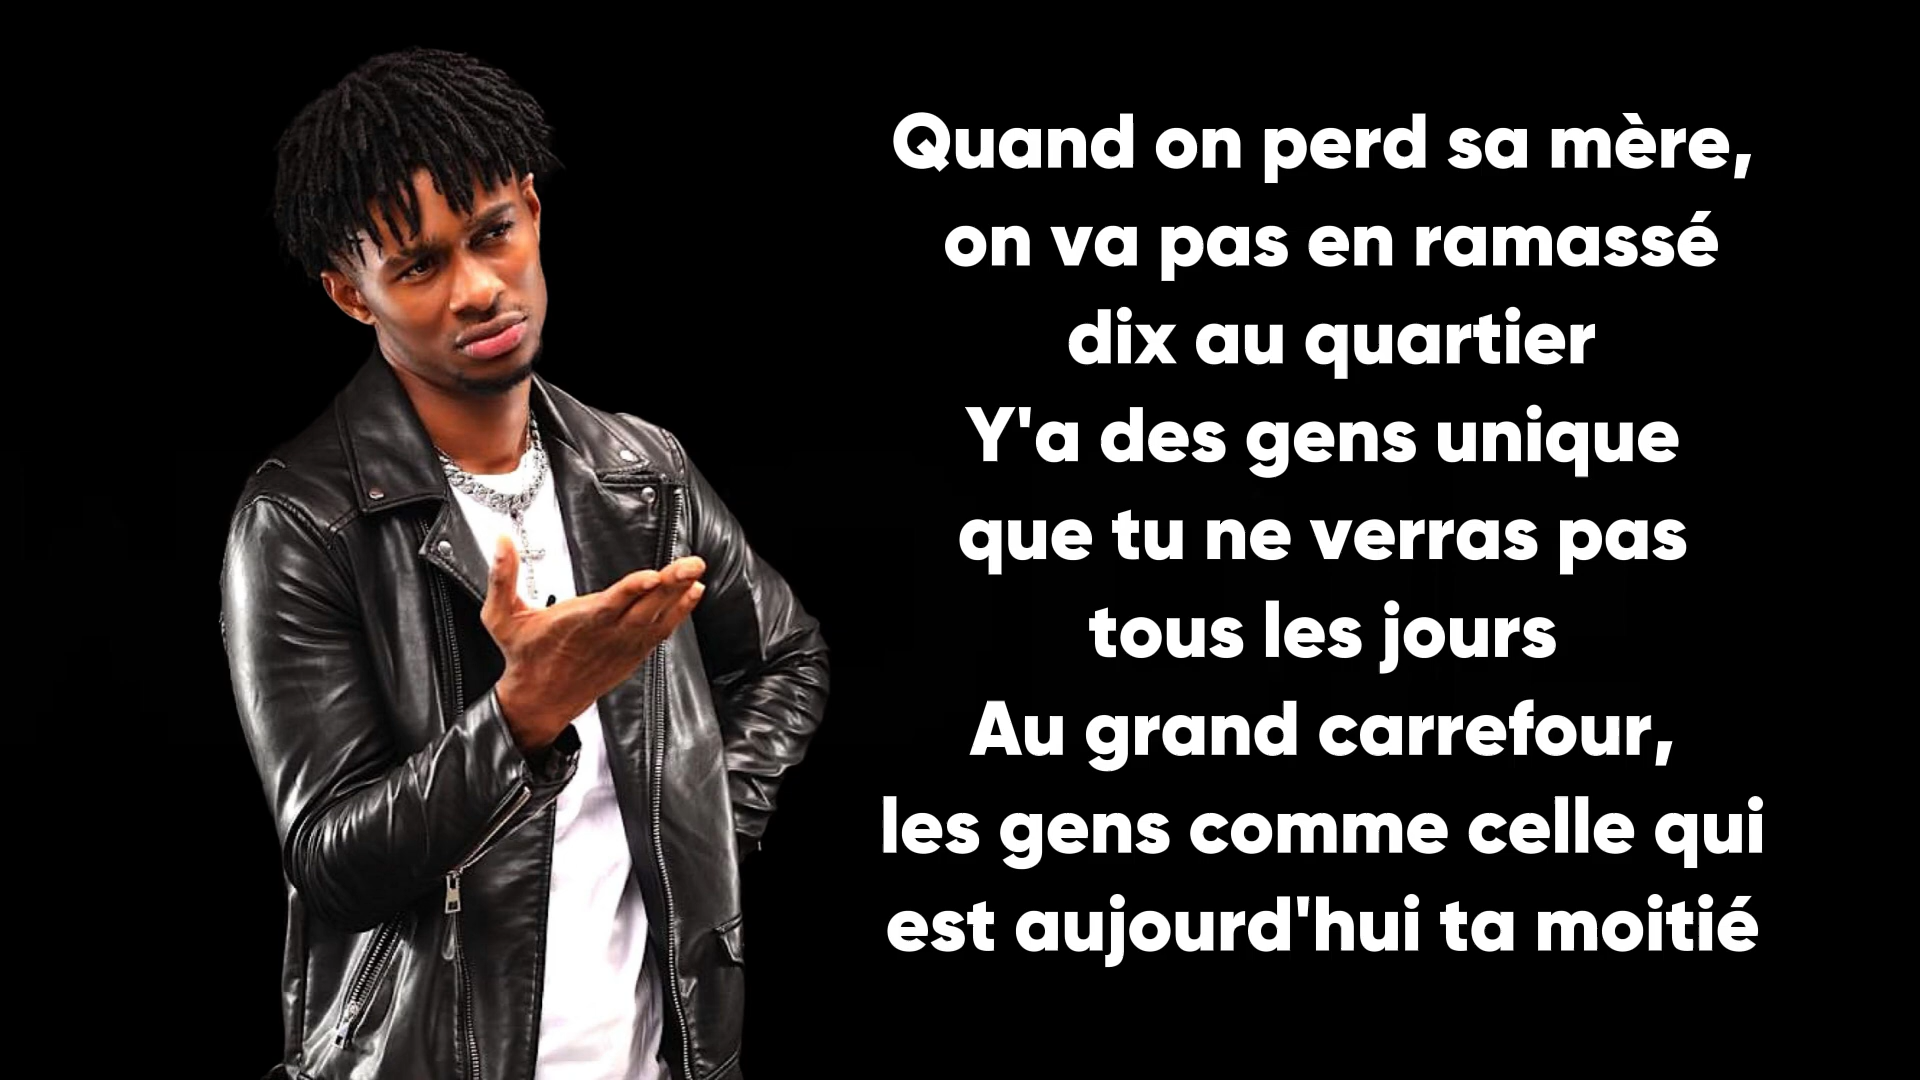 Quand on perd sa mère,
on va pas en ramassé
dix au quartier
Y'a des gens unique
que tu ne verras pas
tous les jours
Au grand carrefour,
les gens comme celle qui
est aujourd'hui ta moitié